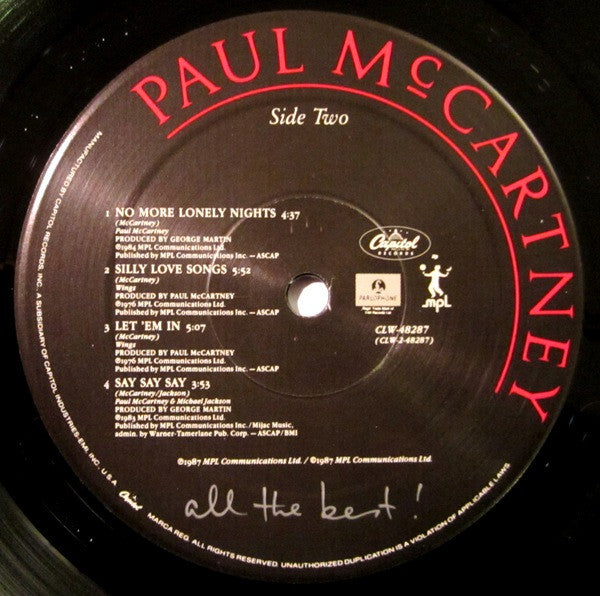 PAUL McCARTNEY
Side Two
1 NO MORE LONELY NIGHTS 4:37
(McCartney)
Paul McCartney
PRODUCED BY GEORGE MARTIN
©1984 MPL Communications Ltd.
Published by MPL Communications Inc. — ASCAP
2 SILLY LOVE SONGS 5:52
(McCartney)
Wings
PRODUCED BY PAUL McCARTNEY
℗1976 MPL Communications Ltd.
Published by MPL Communications Inc. — ASCAP
3 LET 'EM IN 5:07
(McCartney)
Wings
PRODUCED BY PAUL McCARTNEY
℗1976 MPL Communications Ltd.
Published by MPL Communications Inc. — ASCAP
4 SAY SAY SAY 3:53
(McCartney/Jackson)
Paul McCartney & Michael Jackson
PRODUCED BY GEORGE MARTIN
℗1983 MPL Communications Ltd.
Published by MPL Communications Inc./Mijac Music,
admin. by Warner-Tamerlane Pub. Corp. — ASCAP/BMI
Capitol
RECORDS
PARLOPHONE
mpl
CLW-48287
(CLW-2-48287)
℗1987 MPL Communications Ltd. / ©1987 MPL Communications Ltd.
all the best!
MANUFACTURED BY CAPITOL RECORDS, INC., A SUBSIDIARY OF CAPITOL INDUSTRIES-EMI, INC., U.S.A.
Capitol
MARCA REG. ALL RIGHTS RESERVED. UNAUTHORIZED DUPLICATION IS A VIOLATION OF APPLICABLE LAWS